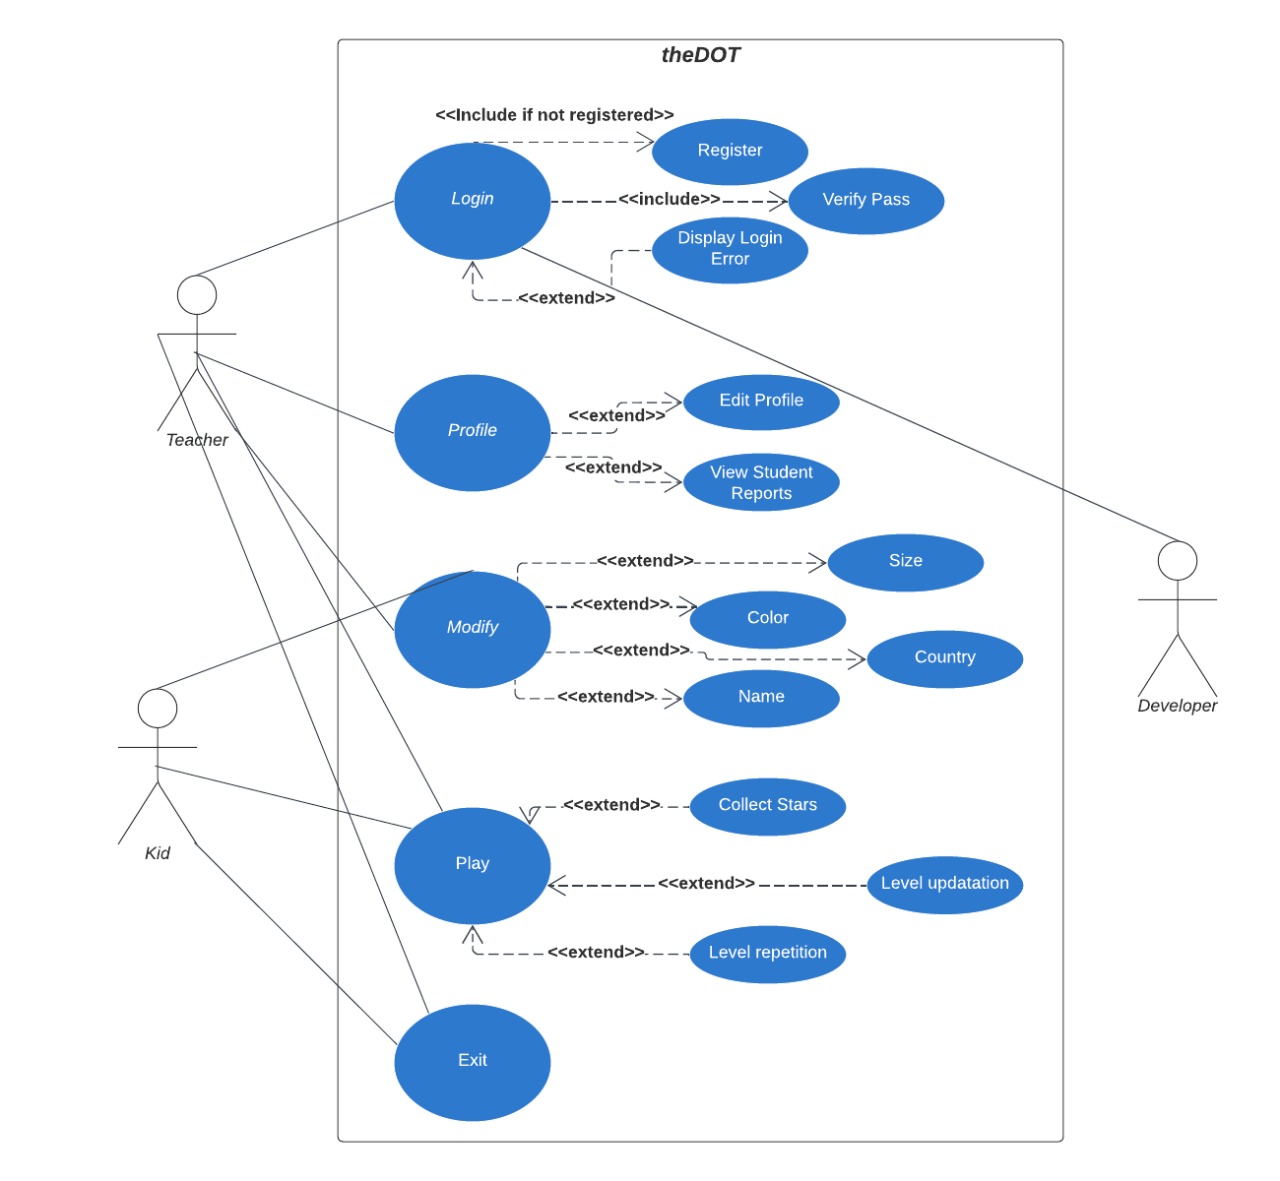 theDOT
<<Include if not registered>>
Register
Login
<<include>>
Verify Pass
Display Login
Error
<<extend>>
Teacher
Profile
<<extend>>
Edit Profile
<<extend>>
View Student
Reports
Modify
<<extend>>
Size
<<extend>>
Color
<<extend>>
Country
<<extend>>
Name
Developer
Kid
Play
<<extend>>
Collect Stars
<<extend>>
Level updatation
<<extend>>
Level repetition
Exit